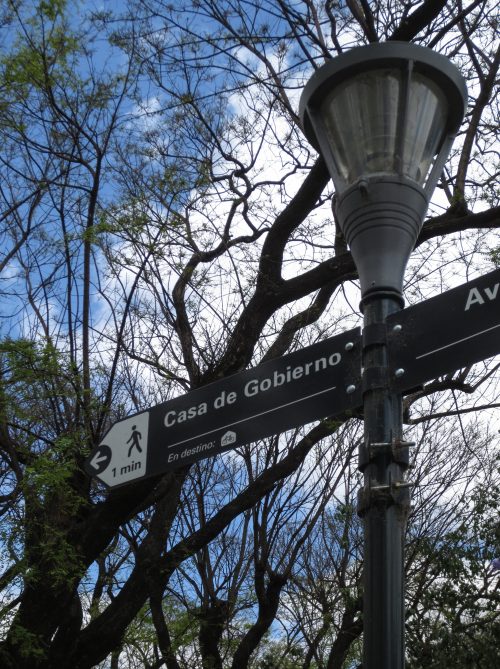 Casa de Gobierno
1 min
En destino:
Av